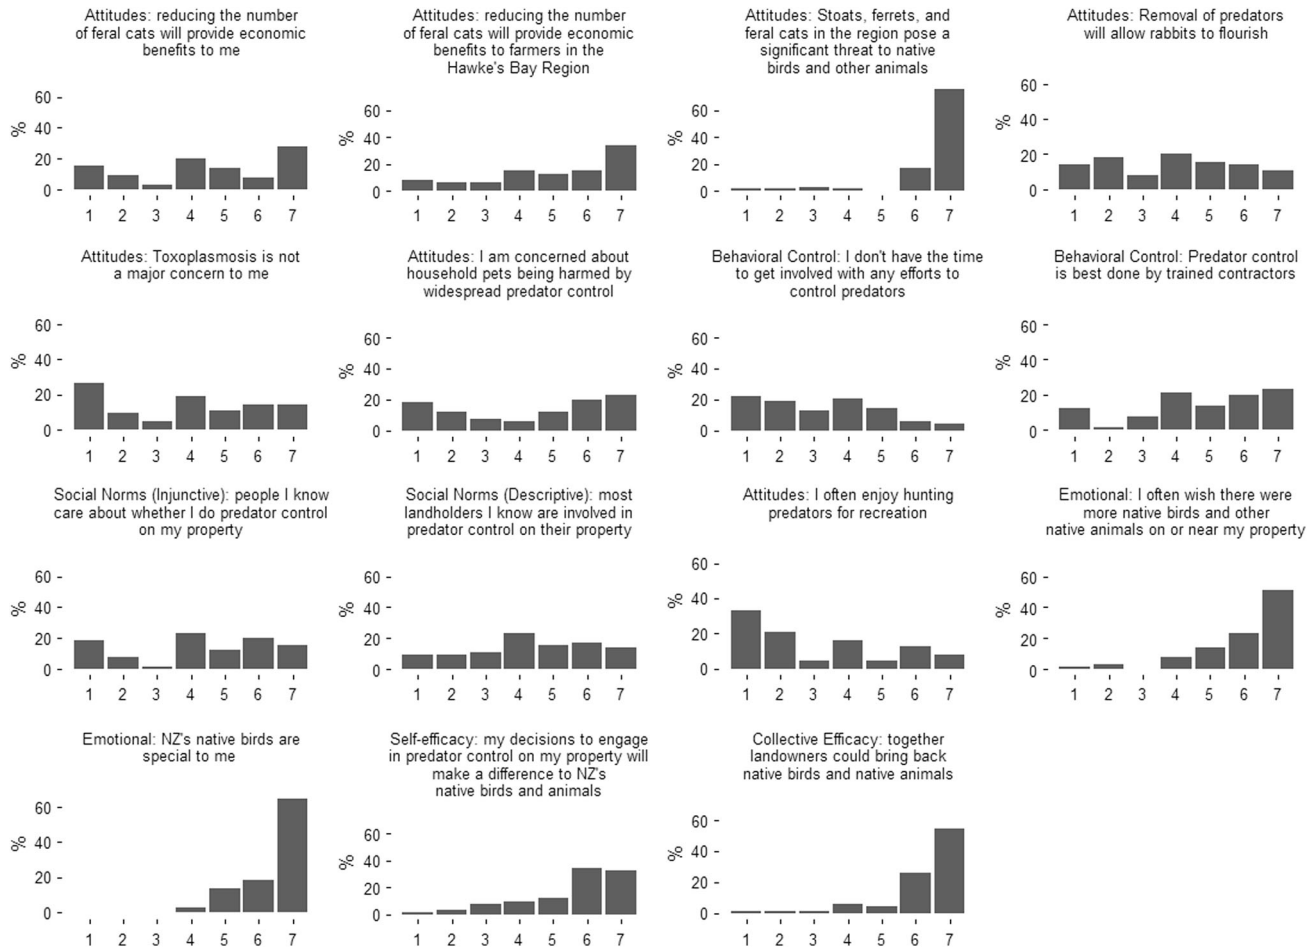 Attitudes: reducing the number
of feral cats will provide economic
benefits to me
60
40
20
0
%
1 2 3 4 5 6 7
Attitudes: reducing the number
of feral cats will provide economic
benefits to farmers in the
Hawke's Bay Region
60
40
20
0
%
1 2 3 4 5 6 7
Attitudes: Stoats, ferrets, and
feral cats in the region pose a
significant threat to native
birds and other animals
60
40
20
0
%
1 2 3 4 5 6 7
Attitudes: Removal of predators
will allow rabbits to flourish
60
40
20
0
%
1 2 3 4 5 6 7
Attitudes: Toxoplasmosis is not
a major concern to me
60
40
20
0
%
1 2 3 4 5 6 7
Attitudes: I am concerned about
household pets being harmed by
widespread predator control
60
40
20
0
%
1 2 3 4 5 6 7
Behavioral Control: I don't have the time
to get involved with any efforts to
control predators
60
40
20
0
%
1 2 3 4 5 6 7
Behavioral Control: Predator control
is best done by trained contractors
60
40
20
0
%
1 2 3 4 5 6 7
Social Norms (Injunctive): people I know
care about whether I do predator control
on my property
60
40
20
0
%
1 2 3 4 5 6 7
Social Norms (Descriptive): most
landholders I know are involved in
predator control on their property
60
40
20
0
%
1 2 3 4 5 6 7
Attitudes: I often enjoy hunting
predators for recreation
60
40
20
0
%
1 2 3 4 5 6 7
Emotional: I often wish there were
more native birds and other
native animals on or near my property
60
40
20
0
%
1 2 3 4 5 6 7
Emotional: NZ's native birds are
special to me
60
40
20
0
%
1 2 3 4 5 6 7
Self-efficacy: my decisions to engage
in predator control on my property will
make a difference to NZ's
native birds and animals
60
40
20
0
%
1 2 3 4 5 6 7
Collective Efficacy: together
landowners could bring back
native birds and native animals
60
40
20
0
%
1 2 3 4 5 6 7